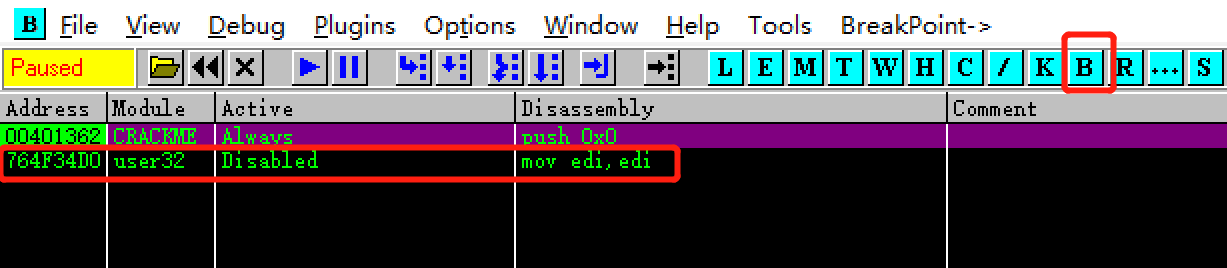 B File View Debug Plugins Options Window Help Tools BreakPoint->
Paused L E M T W H C / K B R ... S
Address Module Active Disassembly Comment
00401362 CRACKME Always push 0x0
764F34D0 user32 Disabled mov edi,edi